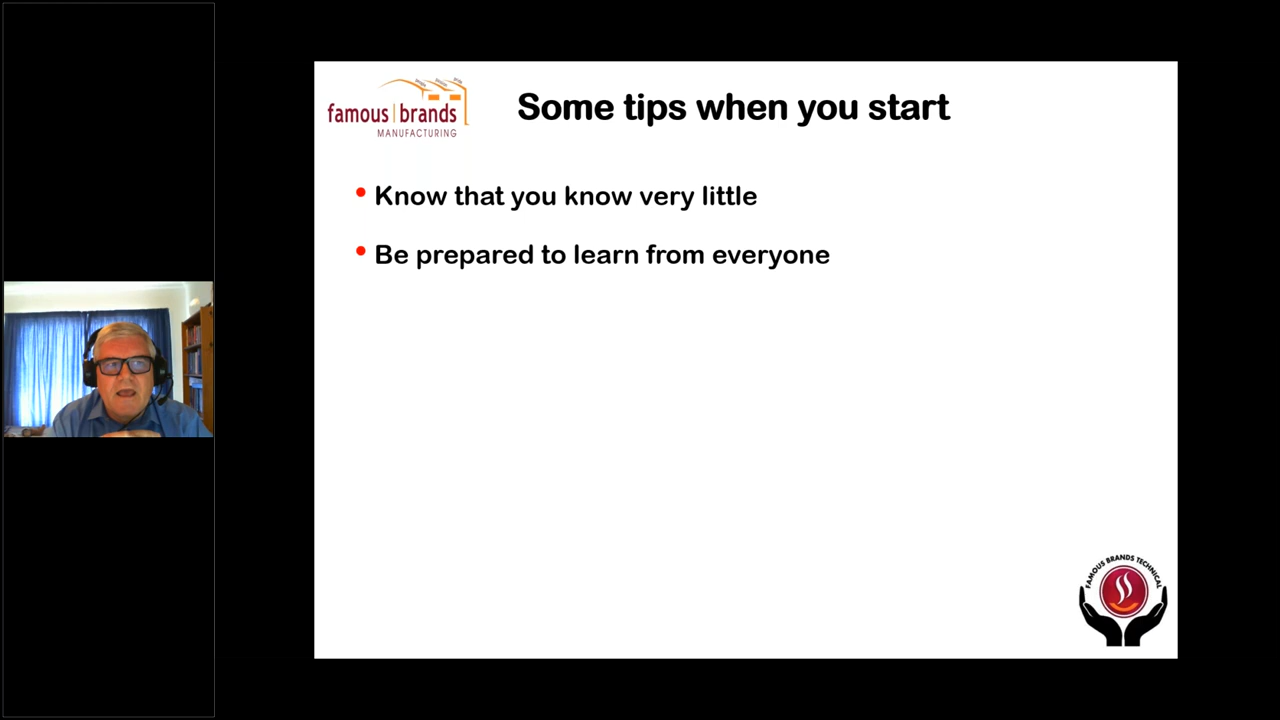 famous|brands
MANUFACTURING
Some tips when you start
• Know that you know very little
• Be prepared to learn from everyone
FAMOUS BRANDS TECHNICAL